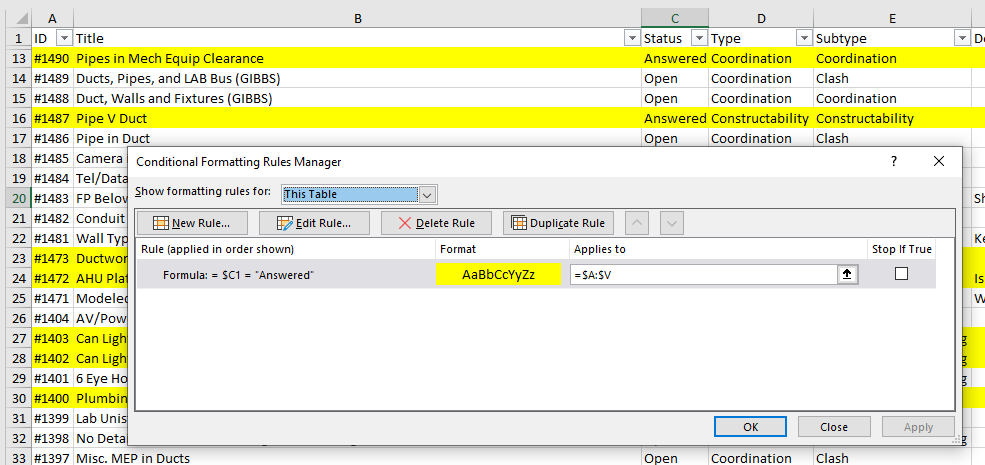 A B C D E
1 ID Title Status Type Subtype De
13 #1490 Pipes in Mech Equip Clearance Answered Coordination Coordination
14 #1489 Ducts, Pipes, and LAB Bus (GIBBS) Open Coordination Clash
15 #1488 Duct, Walls and Fixtures (GIBBS) Open Coordination Coordination
16 #1487 Pipe V Duct Answered Constructability Constructability
17 #1486 Pipe in Duct Open Coordination Clash
18 #1485 Camera
19 #1484 Tel/Data
20 #1483 FP Below Sh
21 #1482 Conduit
22 #1481 Wall Typ Ke
23 #1473 Ductwor
24 #1472 AHU Plat Is
25 #1471 Modeled W
26 #1404 AV/Pow
27 #1403 Can Ligh g
28 #1402 Can Ligh g
29 #1401 6 Eye Ho g
30 #1400 Plumbin
31 #1399 Lab Unis
32 #1398 No Deta g
33 #1397 Misc. MEP in Ducts Open Coordination Clash
Conditional Formatting Rules Manager ? ×
Show formatting rules for: This Table
New Rule... Edit Rule... Delete Rule Duplicate Rule
Rule (applied in order shown) Format Applies to Stop If True
Formula: = $C1 = "Answered" AaBbCcYyZz =$A:$V
OK Close Apply